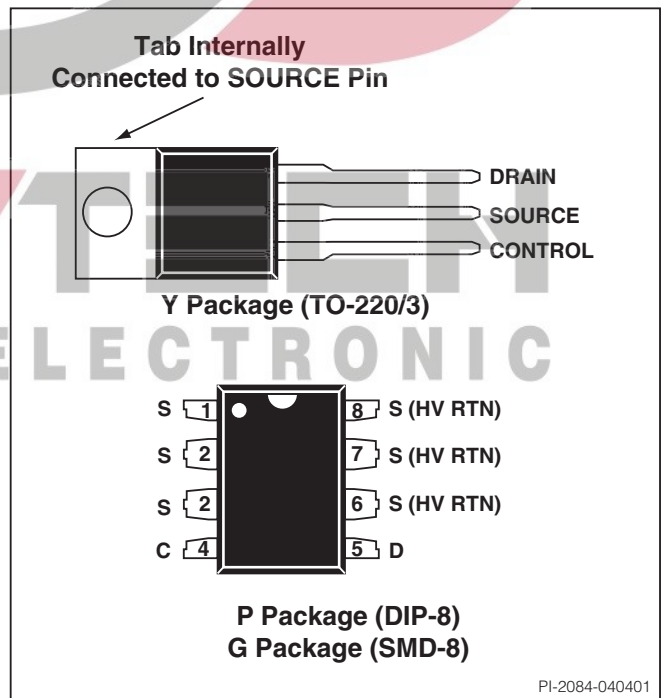 Tab Internally
Connected to SOURCE Pin
DRAIN
SOURCE
CONTROL
Y Package (TO-220/3)
ELECTRONIC
S 1 8 S (HV RTN)
S 2 7 S (HV RTN)
S 2 6 S (HV RTN)
C 4 5 D
P Package (DIP-8)
G Package (SMD-8)
PI-2084-040401